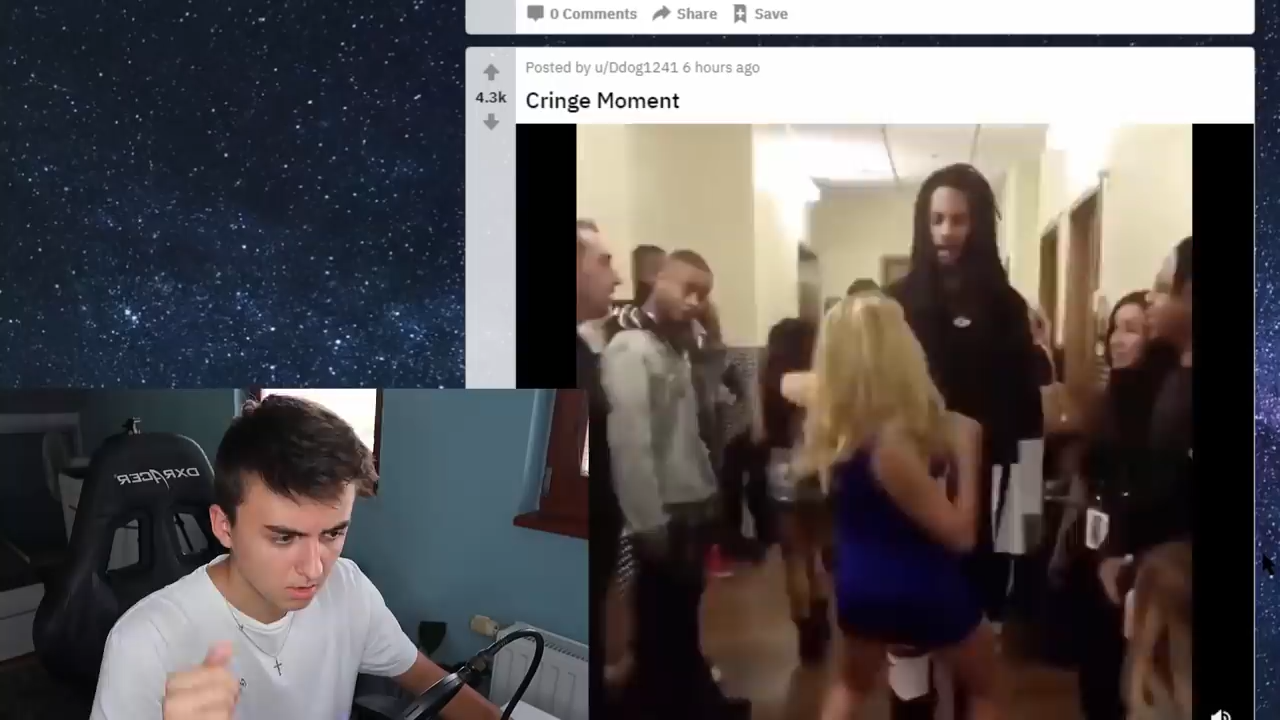 0 Comments Share Save
Posted by u/Ddog1241 6 hours ago
4.3k
Cringe Moment
DXRACER